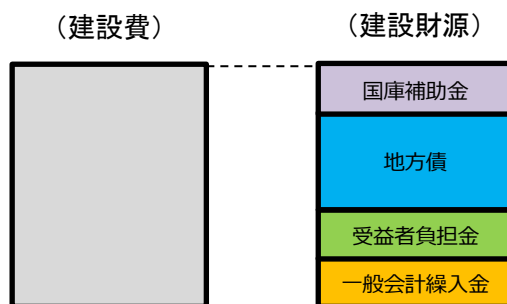 （建設費）
（建設財源）
国庫補助金
地方債
受益者負担金
一般会計繰入金